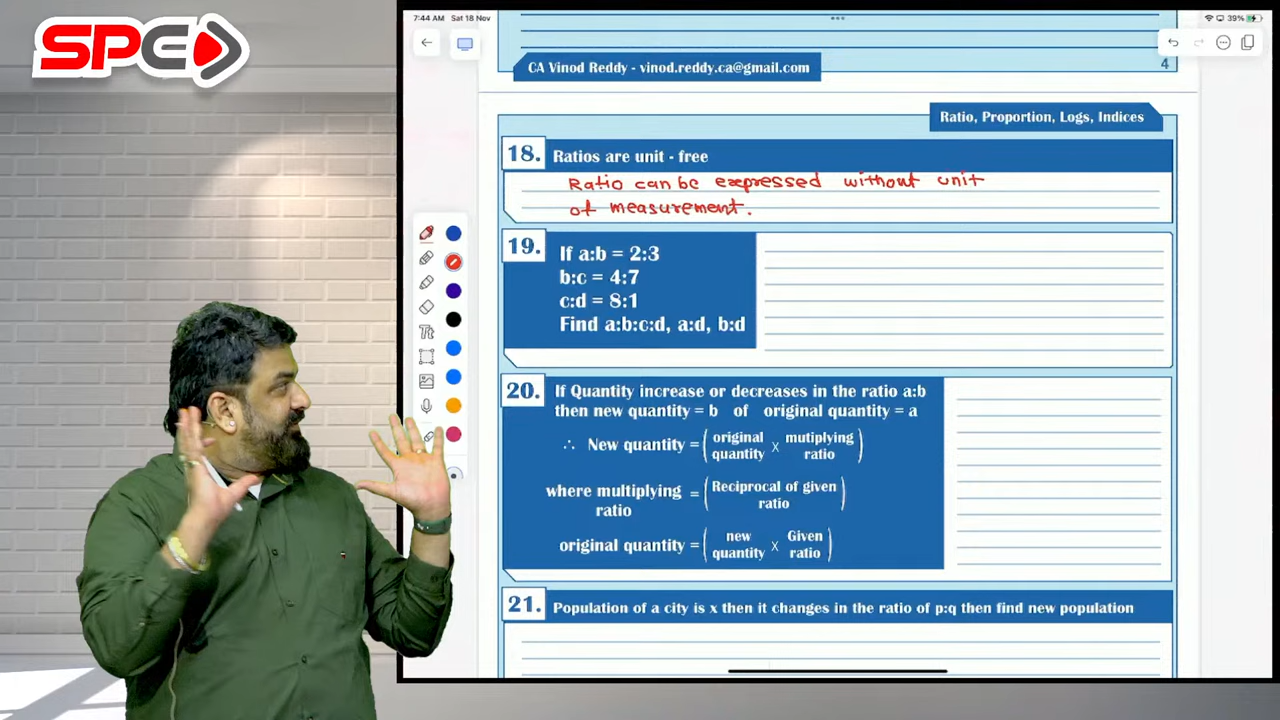 SPC
7:44 AM Sat 18 Nov
39%
CA Vinod Reddy - vinod.reddy.ca@gmail.com
4
Ratio, Proportion, Logs, Indices
18. Ratios are unit - free
Ratio can be expressed without unit
of measurement.
19. If a:b = 2:3
b:c = 4:7
c:d = 8:1
Find a:b:c:d, a:d, b:d
20. If Quantity increase or decreases in the ratio a:b
then new quantity = b of original quantity = a
∴ New quantity = (original quantity × mutiplying ratio)
where multiplying ratio = (Reciprocal of given ratio)
original quantity = (new quantity × Given ratio)
21. Population of a city is x then it changes in the ratio of p:q then find new population
Tt